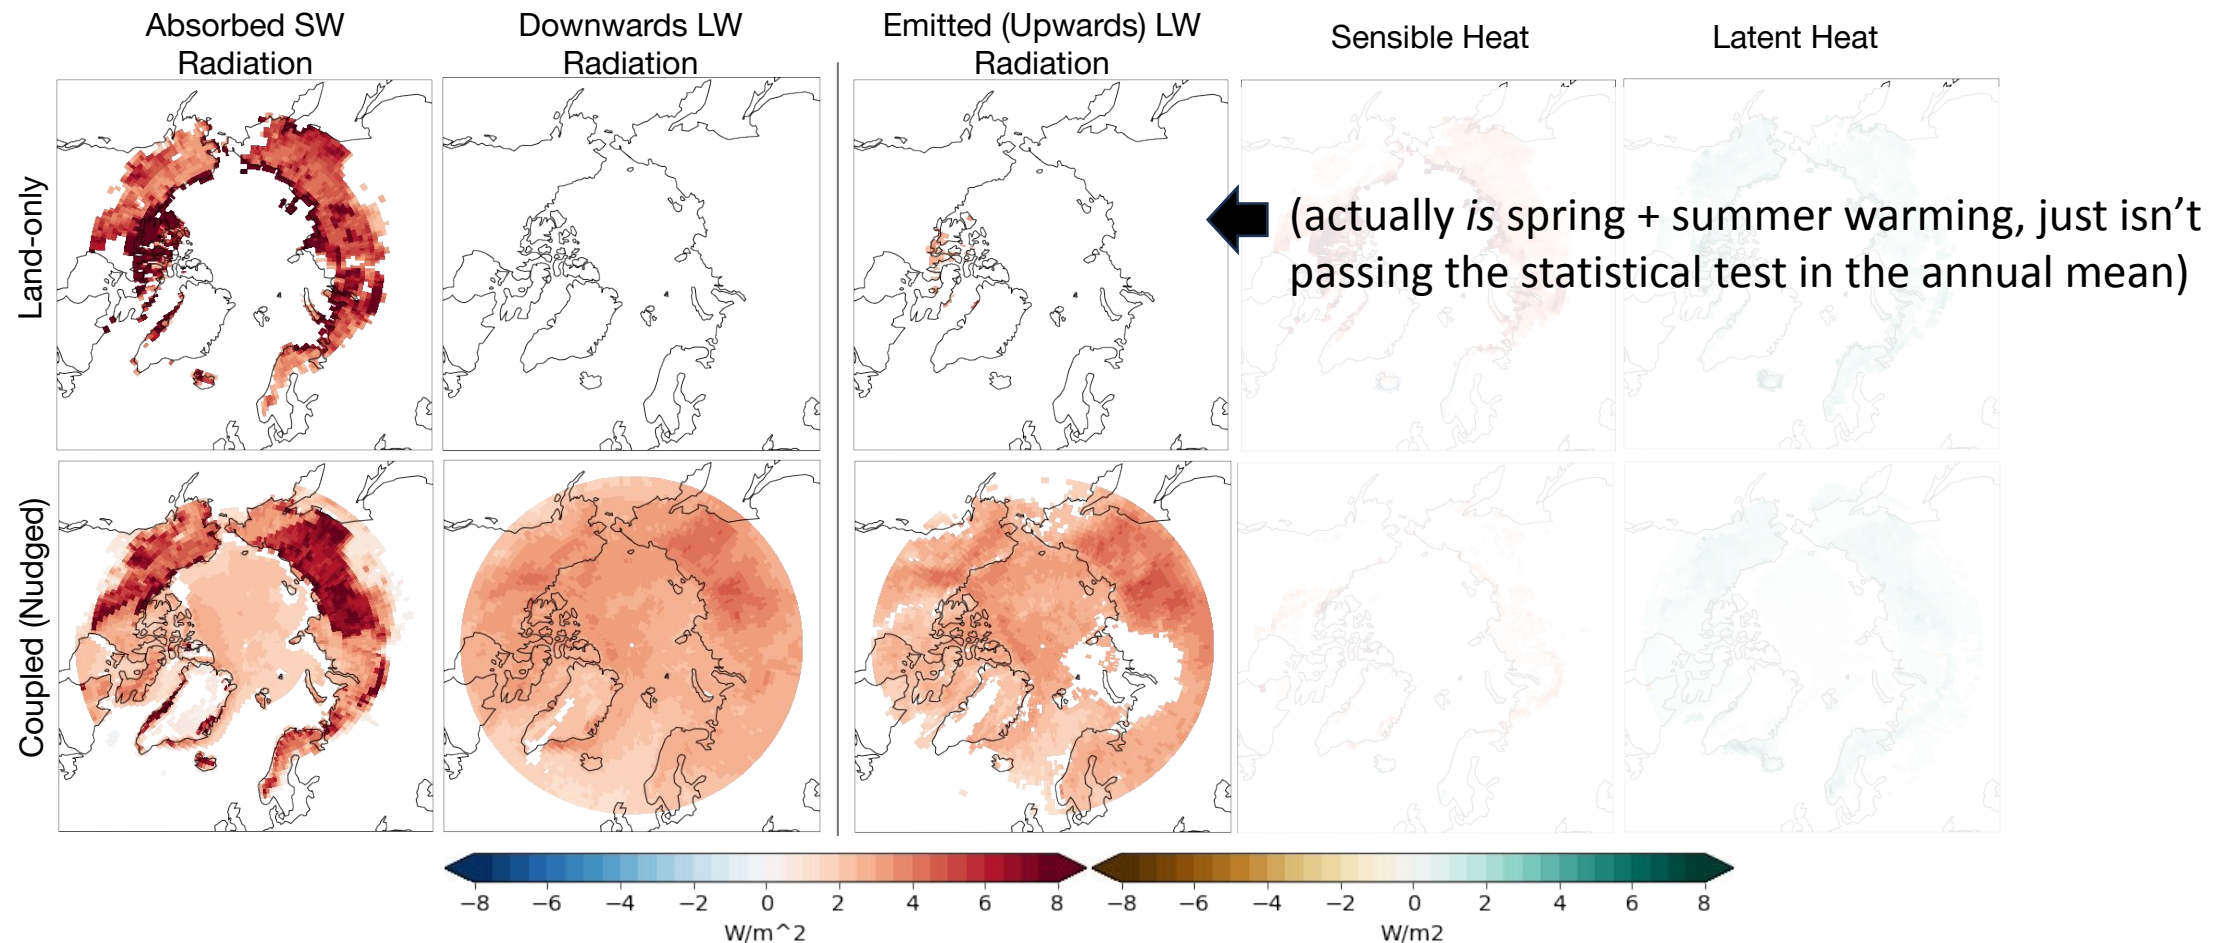 Absorbed SW
Radiation
Downwards LW
Radiation
Emitted (Upwards) LW
Radiation
Sensible Heat
Latent Heat
Land-only
(actually is spring + summer warming, just isn’t
passing the statistical test in the annual mean)
Coupled (Nudged)
−8 −6 −4 −2 0 2 4 6 8
W/m^2
−8 −6 −4 −2 0 2 4 6 8
W/m2